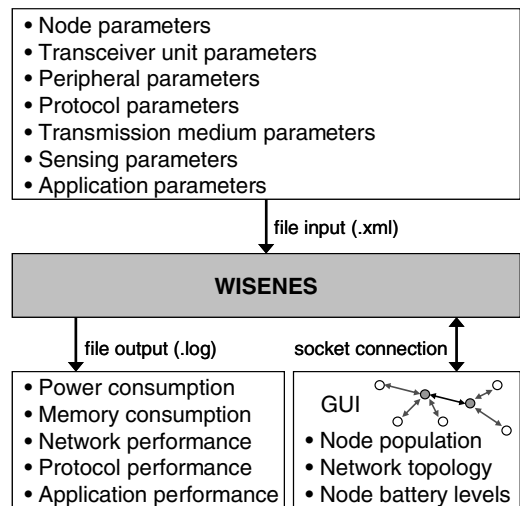 • Node parameters
• Transceiver unit parameters
• Peripheral parameters
• Protocol parameters
• Transmission medium parameters
• Sensing parameters
• Application parameters
file input (.xml)
WISENES
file output (.log)
socket connection
• Power consumption
• Memory consumption
• Network performance
• Protocol performance
• Application performance
GUI
• Node population
• Network topology
• Node battery levels